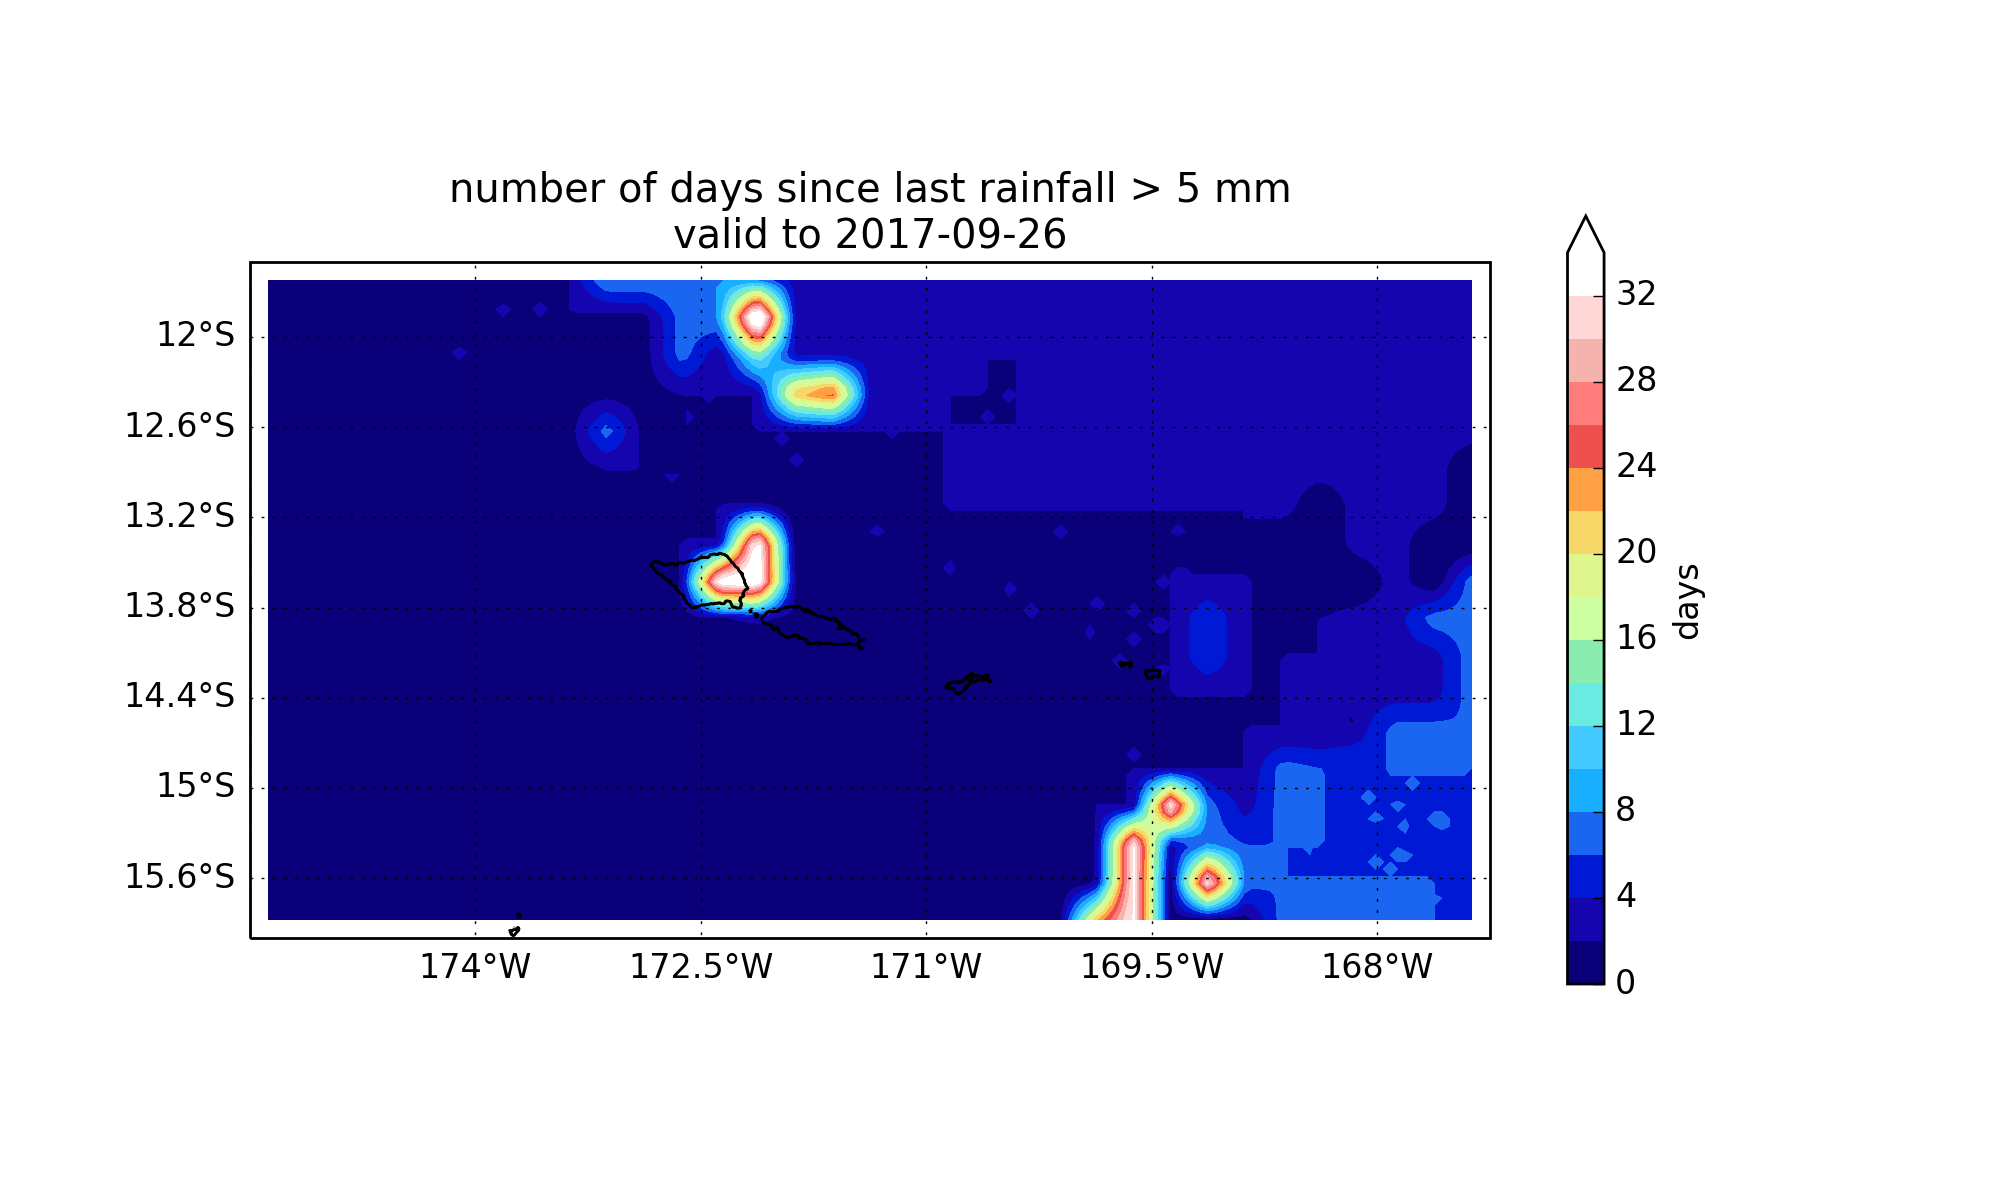 number of days since last rainfall > 5 mm
valid to 2017-09-26
12°S
12.6°S
13.2°S
13.8°S
14.4°S
15°S
15.6°S
174°W
172.5°W
171°W
169.5°W
168°W
32
28
24
20
16
12
8
4
0
days